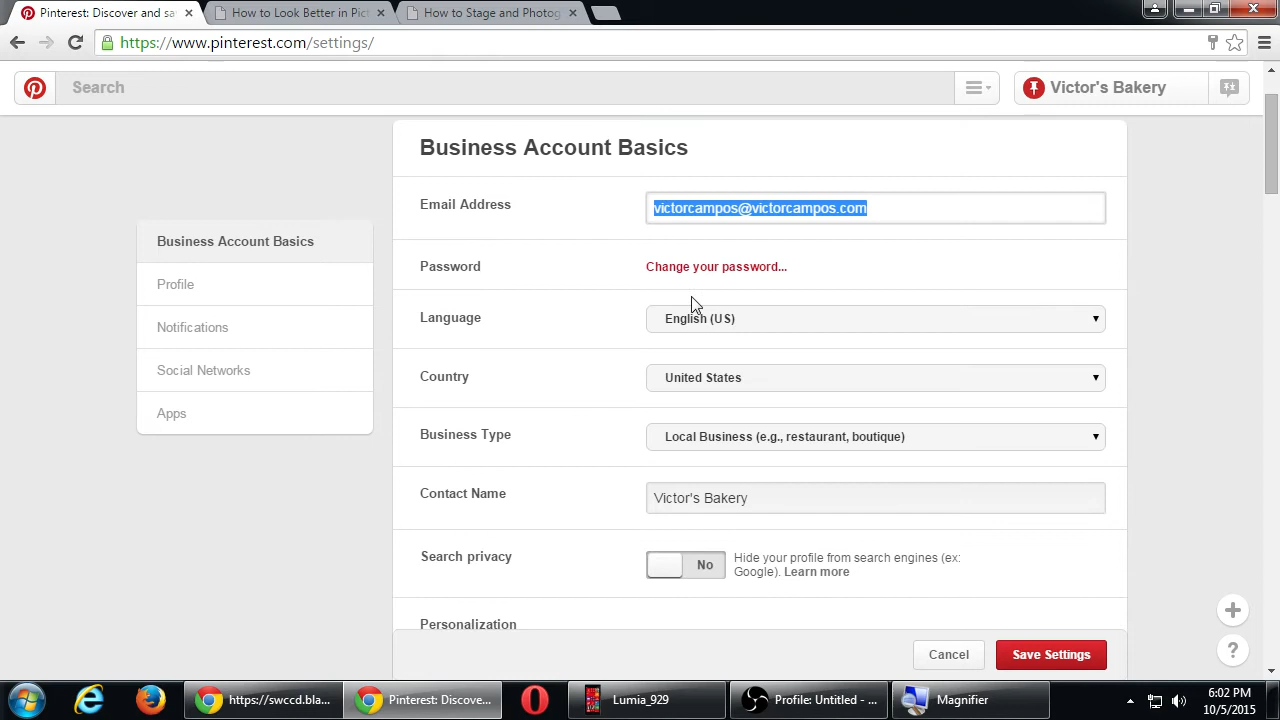 Pinterest: Discover and sa
How to Look Better in Pict
How to Stage and Photog
https://www.pinterest.com/settings/
Search
Victor's Bakery
Business Account Basics
Email Address
victorcampos@victorcampos.com
Business Account Basics
Password
Change your password...
Profile
Language
English (US)
Notifications
Social Networks
Country
United States
Apps
Business Type
Local Business (e.g., restaurant, boutique)
Contact Name
Victor's Bakery
Search privacy
No
Hide your profile from search engines (ex:
Google). Learn more
Personalization
Cancel
Save Settings
https://swccd.bla...
Pinterest: Discove...
Lumia_929
Profile: Untitled - ...
Magnifier
6:02 PM
10/5/2015